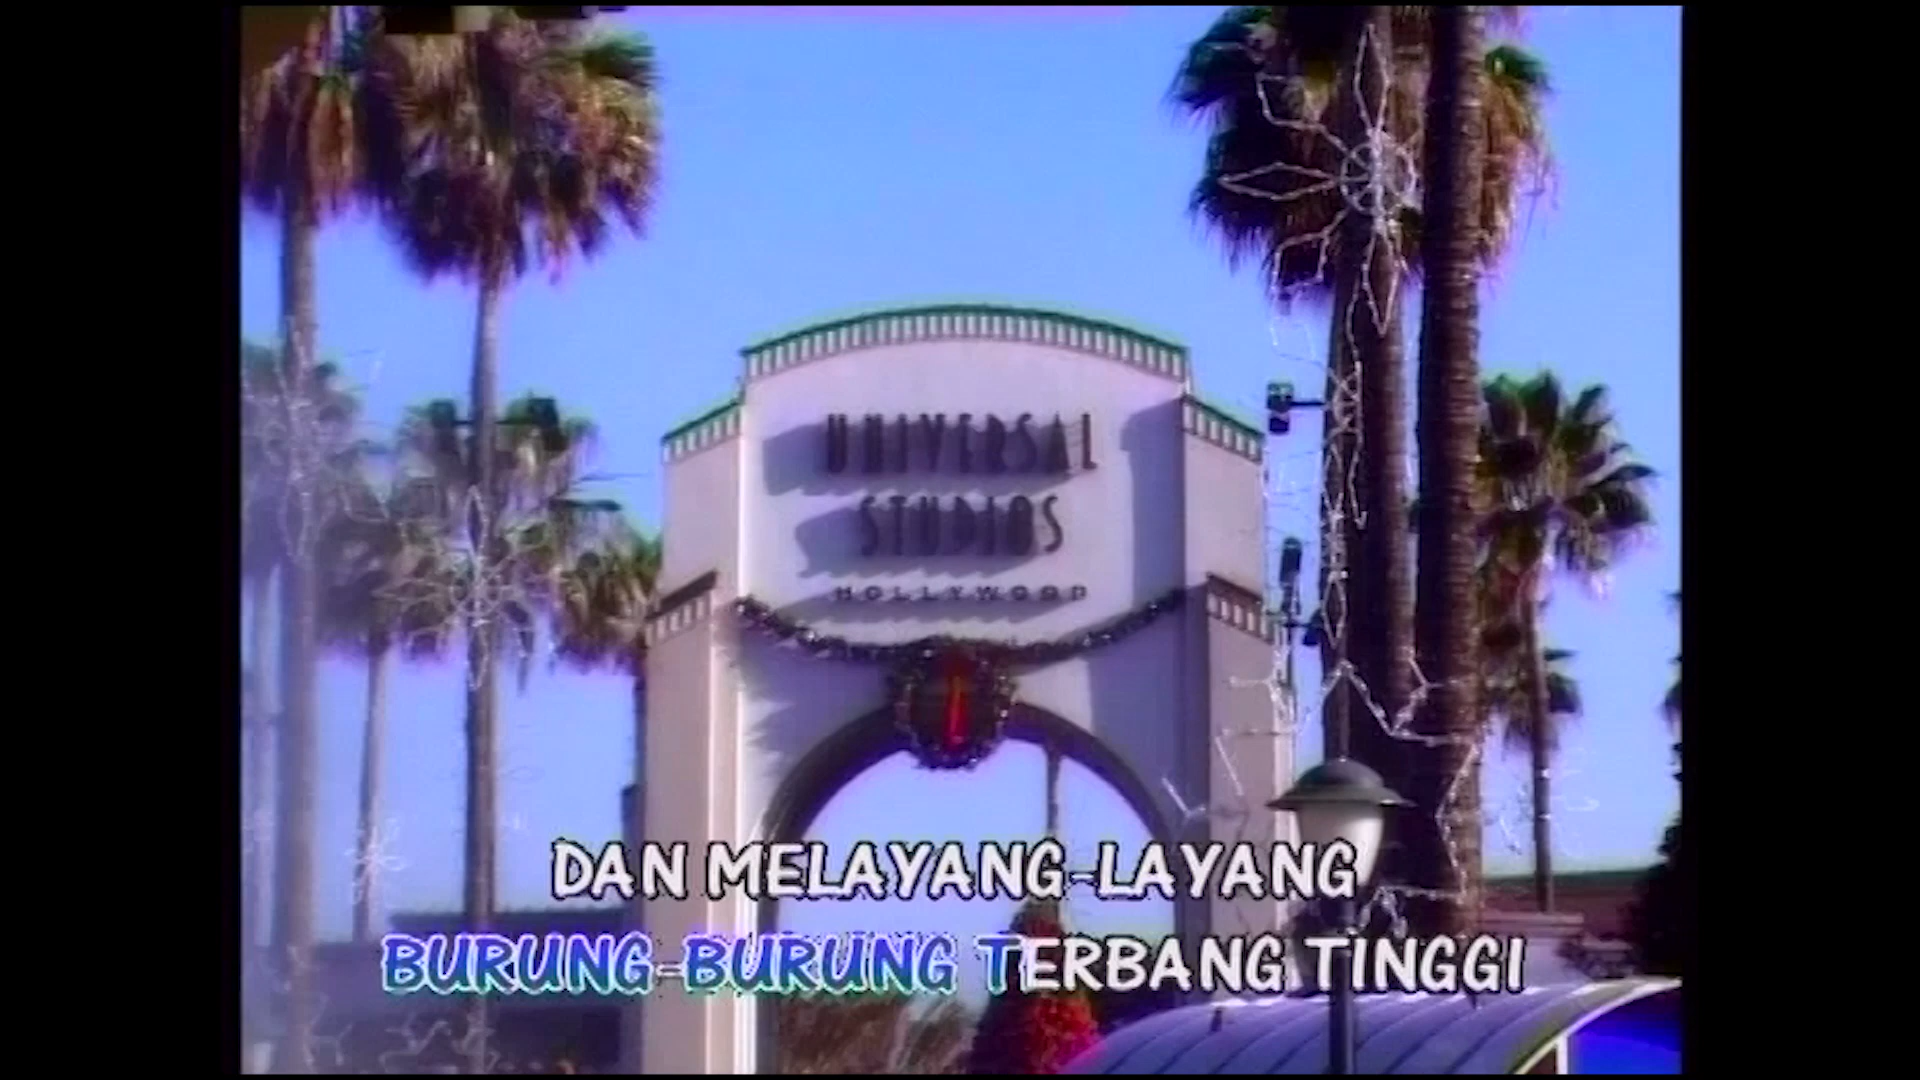 UNIVERSAL
STUDIOS
HOLLYWOOD
DAN MELAYANG-LAYANG
BURUNG-BURUNG TERBANG TINGGI